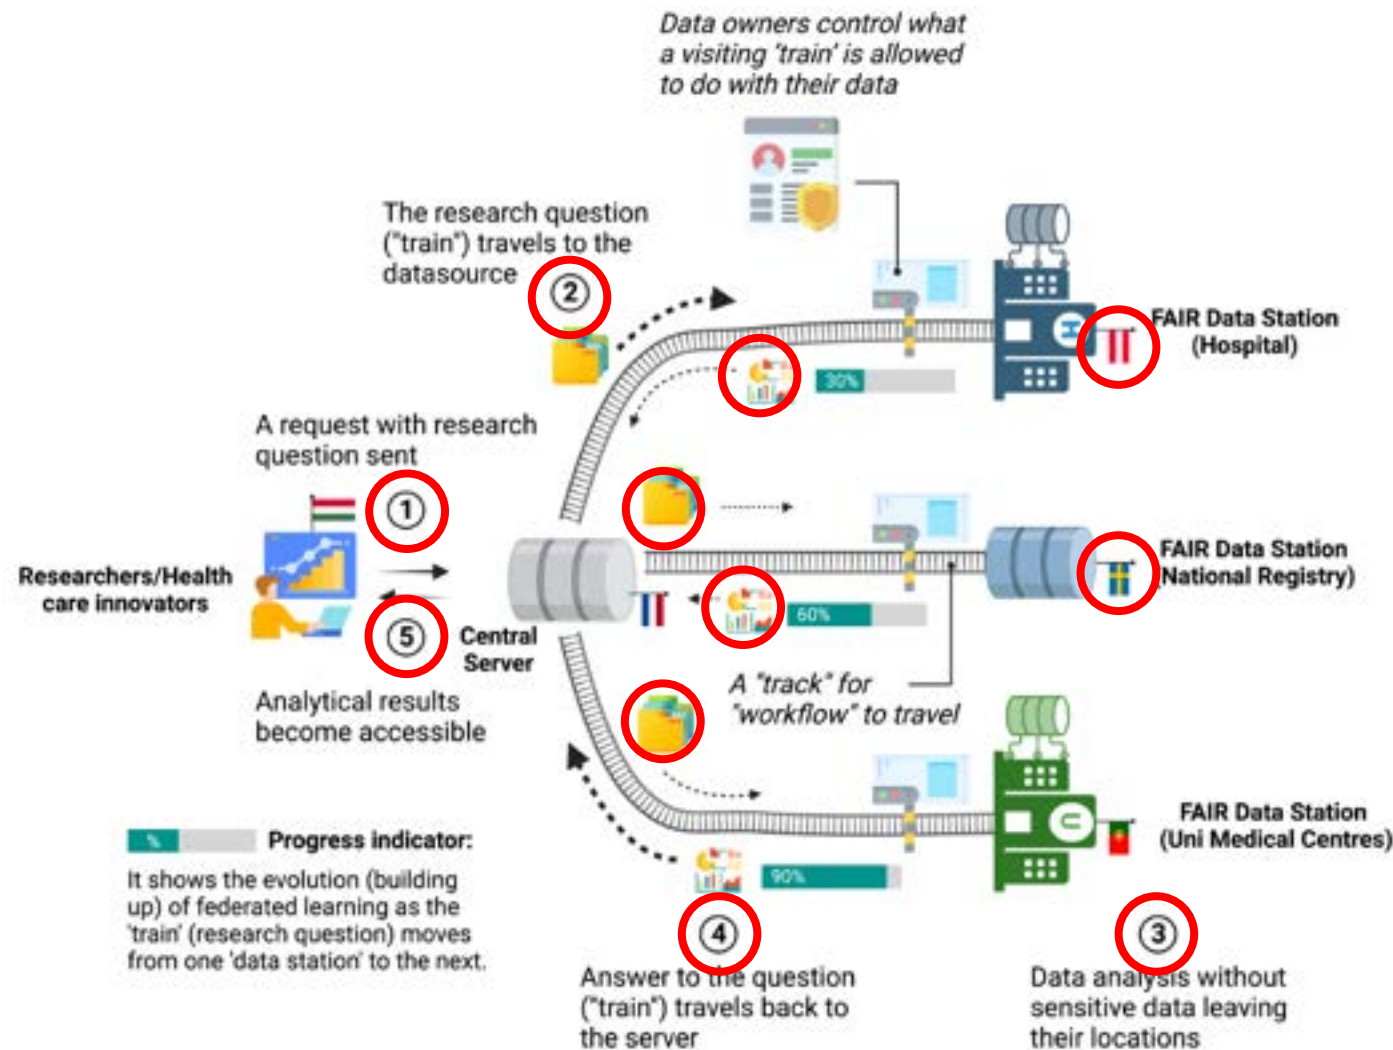 Data owners control what
a visiting 'train' is allowed
to do with their data
The research question
("train") travels to the
datasource
2
FAIR Data Station
(Hospital)
H
30%
A request with research
question sent
1
Researchers/Health
care innovators
5
Central
Server
Analytical results
become accessible
FAIR Data Station
(National Registry)
60%
A "track" for
"workflow" to travel
FAIR Data Station
(Uni Medical Centres)
U
90%
% Progress indicator:
It shows the evolution (building
up) of federated learning as the
'train' (research question) moves
from one 'data station' to the next.
4
Answer to the question
("train") travels back to
the server
3
Data analysis without
sensitive data leaving
their locations